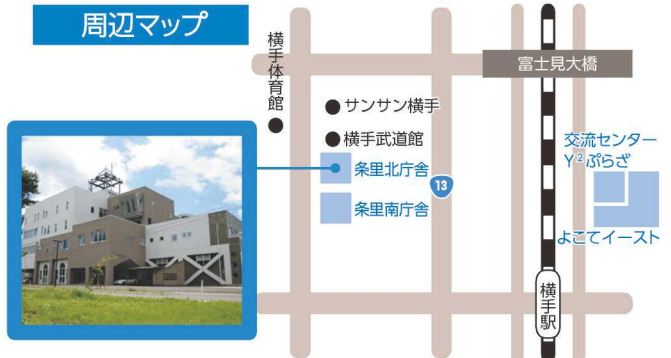 周辺マップ
横手体育館
富士見大橋
サンサン横手
横手武道館
条里北庁舎
13
条里南庁舎
交流センター
Y²ぷらざ
よこてイースト
横手駅